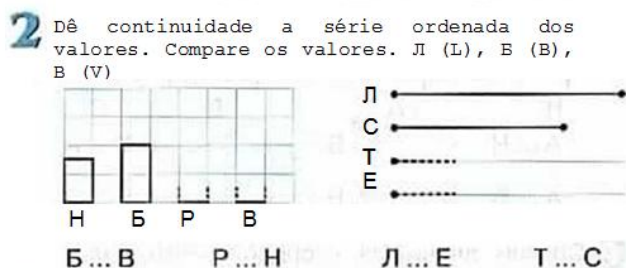 2 Dê continuidade a série ordenada dos
valores. Compare os valores. Л (L), Б (B),
В (V)
Л
С
Т
Е
Н Б Р В
Б ... В Р ... Н Л ... Е Т ... С